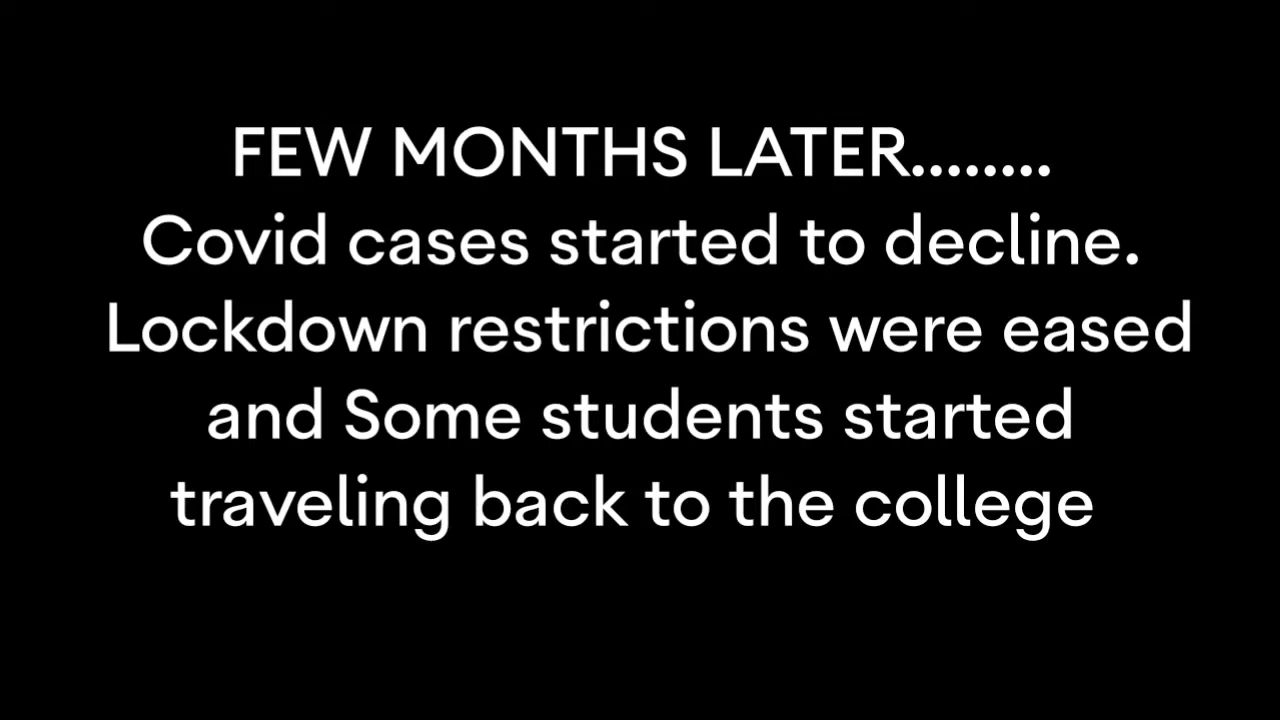 FEW MONTHS LATER........
Covid cases started to decline.
Lockdown restrictions were eased
and Some students started
traveling back to the college